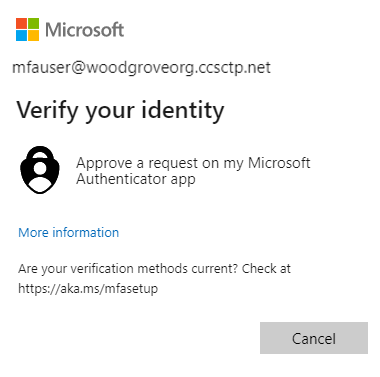 Microsoft
mfauser@woodgroveorg.ccsctp.net
Verify your identity
Approve a request on my Microsoft
Authenticator app
More information
Are your verification methods current? Check at
https://aka.ms/mfasetup
Cancel